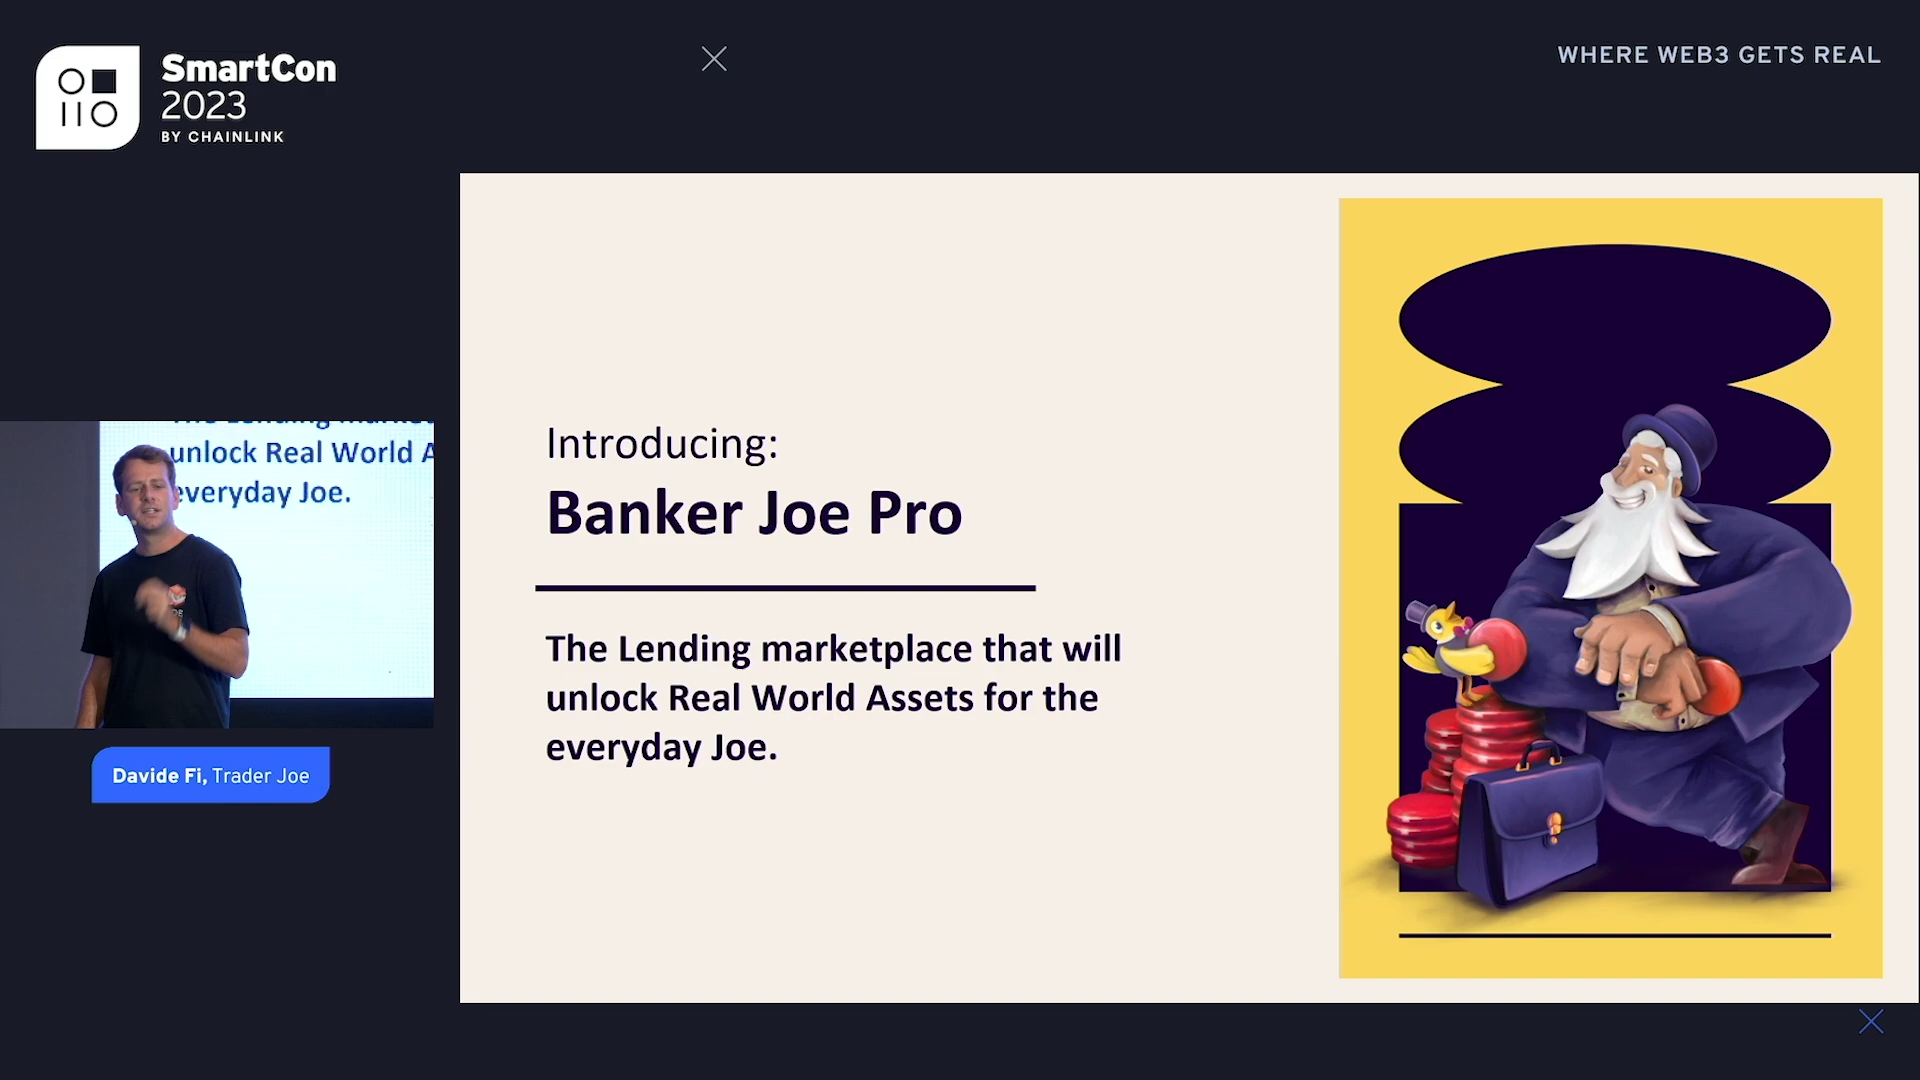 SmartCon
2023
BY CHAINLINK
WHERE WEB3 GETS REAL
unlock Real World A
everyday Joe.
Davide Fi, Trader Joe
Introducing:
Banker Joe Pro
The Lending marketplace that will
unlock Real World Assets for the
everyday Joe.